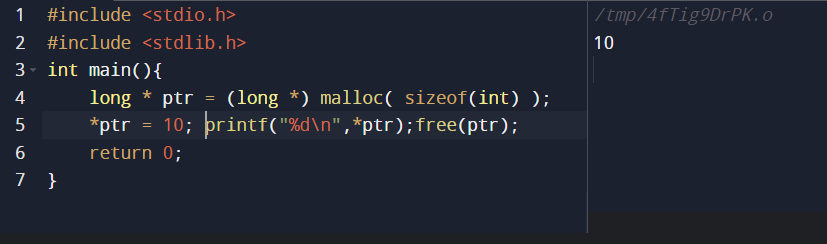 1 #include <stdio.h>
2 #include <stdlib.h>
3 int main(){
4 long * ptr = (long *) malloc( sizeof(int) );
5 *ptr = 10; printf("%d\n",*ptr);free(ptr);
6 return 0;
7 }
/tmp/4fTig9DrPK.o
10